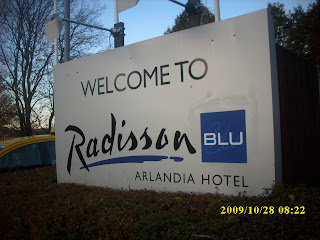 WELCOME TO
Radisson BLU
ARLANDIA HOTEL
2009/10/28 08:22